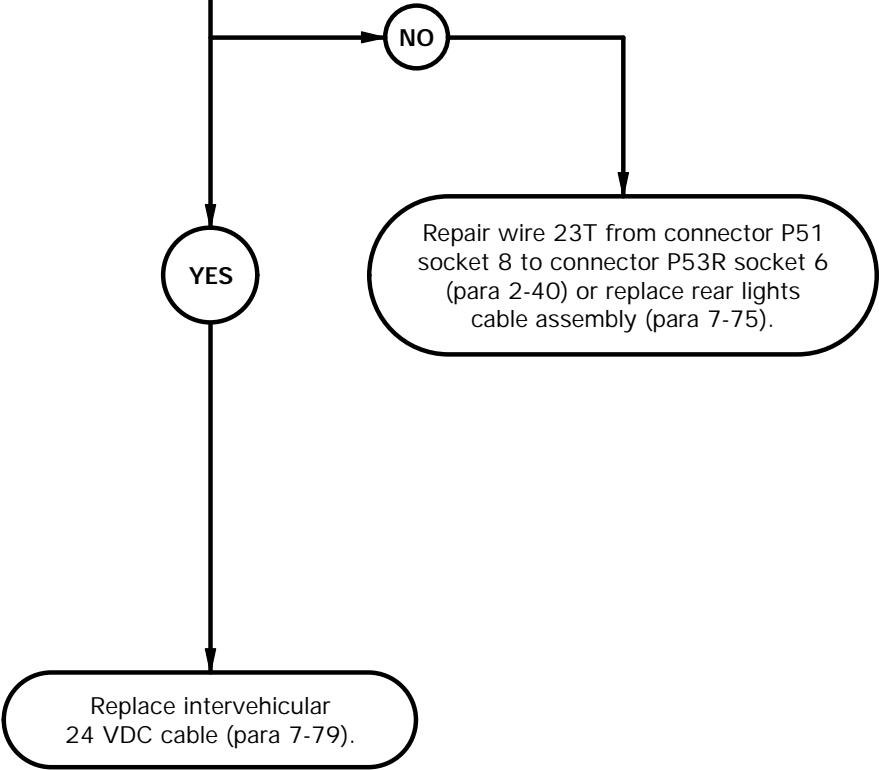 NO
Repair wire 23T from connector P51
socket 8 to connector P53R socket 6
(para 2-40) or replace rear lights
cable assembly (para 7-75).
YES
Replace intervehicular
24 VDC cable (para 7-79).